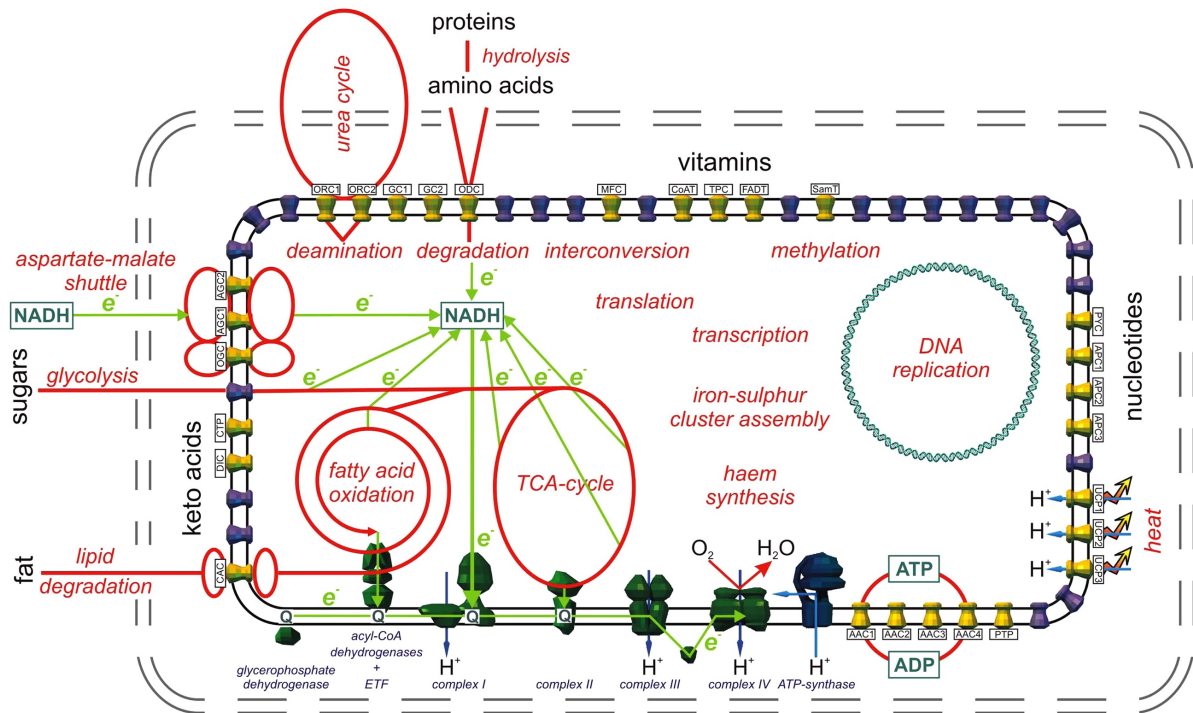 proteins
hydrolysis
amino acids
urea cycle
vitamins
ORC1
ORC2
GC1
GC2
ODC
MFC
CoAT
TPC
FADT
SamT
deamination
degradation
interconversion
methylation
aspartate-malate
shuttle
AGC2
e-
translation
NADH
e-
AGC1
NADH
transcription
DNA
replication
PYC
OGC
APC1
nucleotides
sugars
glycolysis
e-
e-
e-
e-
e-
APC2
iron-sulphur
cluster assembly
CTP
APC3
keto acids
DIC
fatty acid
oxidation
TCA-cycle
haem
synthesis
H+
UCP1
H+
UCP2
heat
fat
lipid
degradation
CAC
e-
O2
H2O
H+
UCP3
ATP
Q
e-
Q
Q
Q
e-
AAC1
AAC2
AAC3
AAC4
PTP
ADP
glycerophosphate
dehydrogenase
acyl-CoA
dehydrogenases
+
ETF
H+
complex I
complex II
H+
complex III
H+
complex IV
H+
ATP-synthase